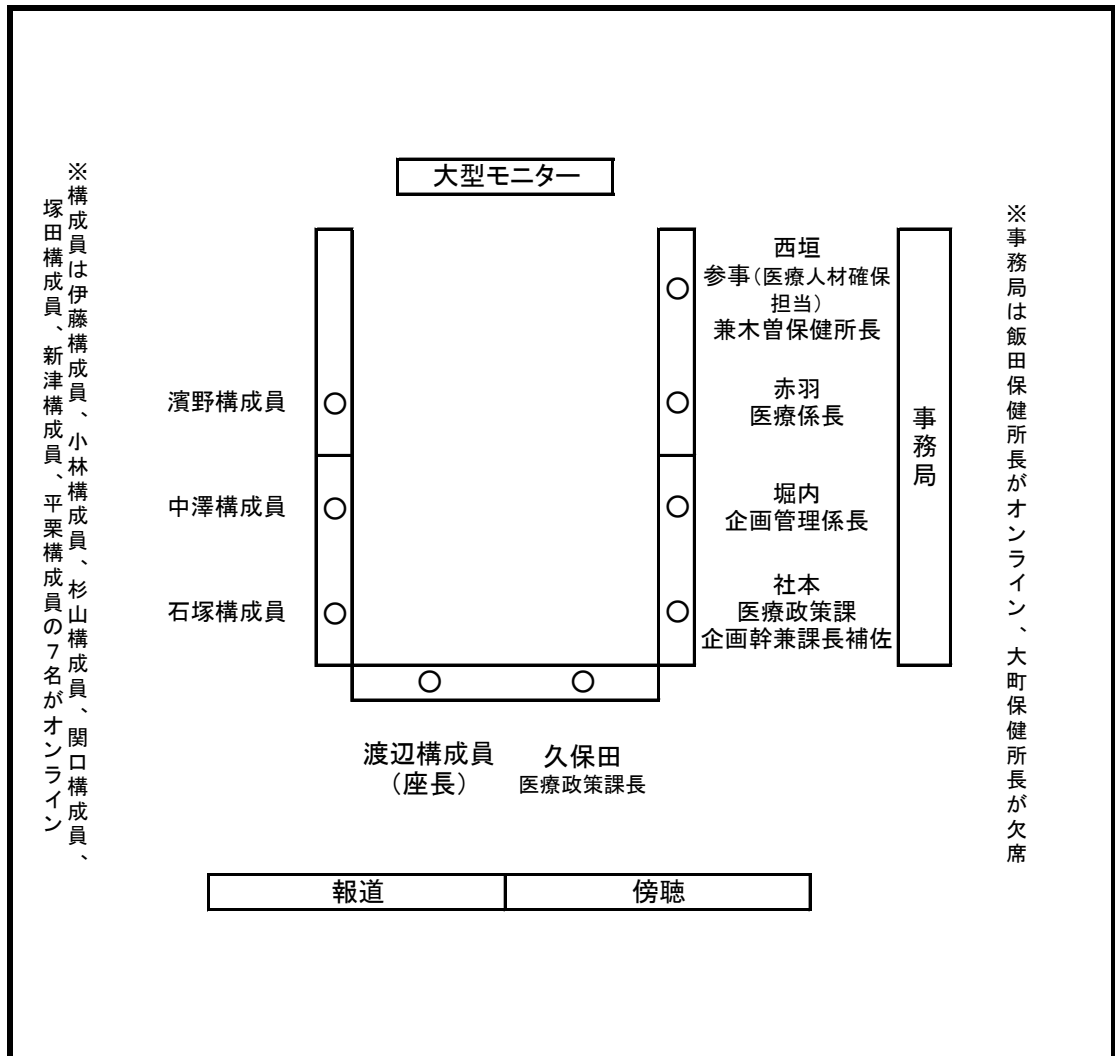 大型モニター
※構成員は伊藤構成員、小林構成員、杉山構成員、関口構成員、
塚田構成員、新津構成員、平栗構成員の7名がオンライン
濱野構成員
中澤構成員
石塚構成員
西垣
参事(医療人材確保
担当)
兼木曽保健所長
赤羽
医療係長
堀内
企画管理係長
社本
医療政策課
企画幹兼課長補佐
事務局
※事務局は飯田保健所長がオンライン、大町保健所長が欠席
渡辺構成員
(座長)
久保田
医療政策課長
報道
傍聴